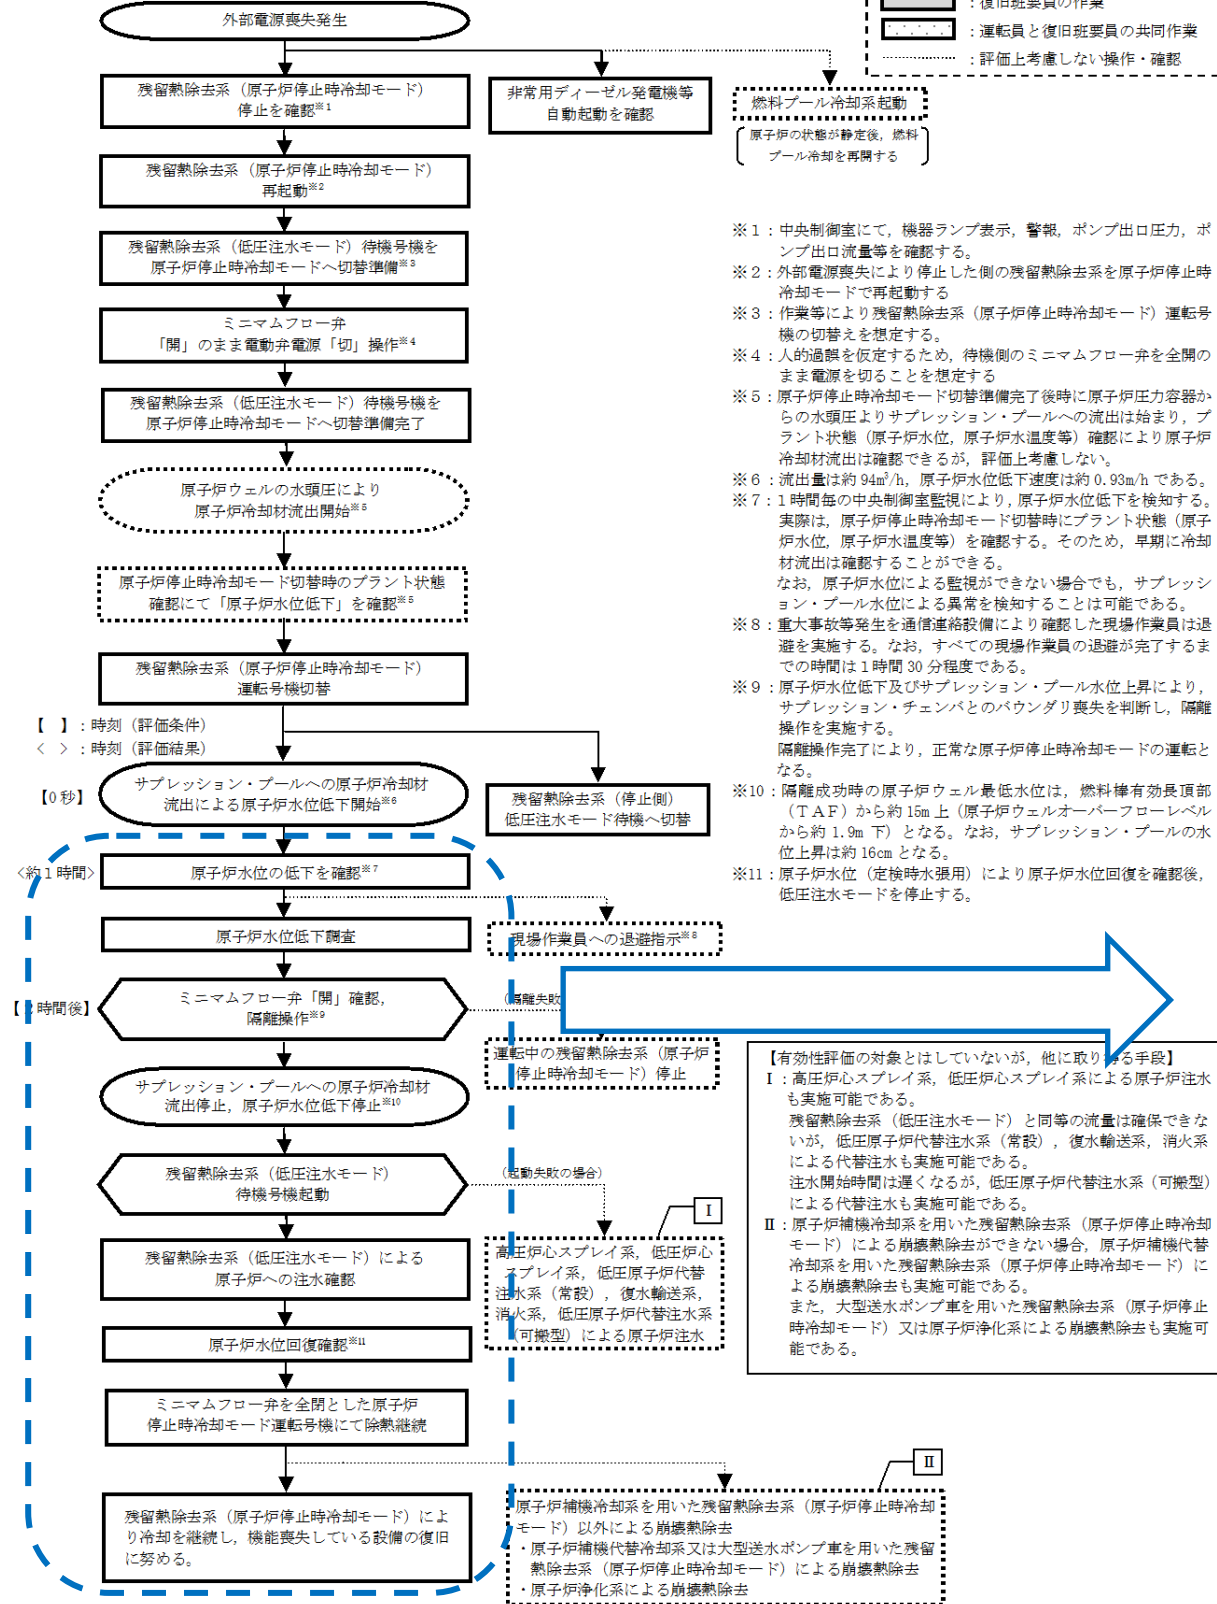 外部電源喪失発生
：復旧班要員の作業
：運転員と復旧班要員の共同作業
：評価上考慮しない操作・確認
残留熱除去系（原子炉停止時冷却モード）
停止を確認※1
非常用ディーゼル発電機等
自動起動を確認
燃料プール冷却系起動
原子炉の状態が静定後，燃料
プール冷却を再開する
残留熱除去系（原子炉停止時冷却モード）
再起動※2
残留熱除去系（低圧注水モード）待機号機を
原子炉停止時冷却モードへ切替準備※3
ミニマムフロー弁
「開」のまま電動弁電源「切」操作※4
残留熱除去系（低圧注水モード）待機号機を
原子炉停止時冷却モードへ切替準備完了
原子炉ウェルの水頭圧により
原子炉冷却材流出開始※5
原子炉停止時冷却モード切替時のプラント状態
確認にて「原子炉水位低下」を確認※5
残留熱除去系（原子炉停止時冷却モード）
運転号機切替
【　】：時刻（評価条件）
＜　＞：時刻（評価結果）
【0秒】
サプレッション・プールへの原子炉冷却材
流出による原子炉水位低下開始※6
残留熱除去系（停止側）
低圧注水モード待機へ切替
<約1時間>
原子炉水位の低下を確認※7
原子炉水位低下調査
現場作業員への退避指示※8
【2時間後】
ミニマムフロー弁「開」確認，
隔離操作※9
（隔離失敗
運転中の残留熱除去系（原子炉
停止時冷却モード）停止
サプレッション・プールへの原子炉冷却材
流出停止，原子炉水位低下停止※10
残留熱除去系（低圧注水モード）
待機号機起動
（起動失敗の場合）
Ⅰ
残留熱除去系（低圧注水モード）による
原子炉への注水確認
高圧炉心スプレイ系，低圧炉心
スプレイ系，低圧原子炉代替
注水系（常設），復水輸送系，
消火系，低圧原子炉代替注水系
（可搬型）による原子炉注水
原子炉水位回復確認※11
ミニマムフロー弁を全閉とした原子炉
停止時冷却モード運転号機にて除熱継続
Ⅱ
残留熱除去系（原子炉停止時冷却モード）によ
り冷却を継続し，機能喪失している設備の復旧
に努める。
原子炉補機冷却系を用いた残留熱除去系（原子炉停止時冷却
モード）以外による崩壊熱除去
・原子炉補機代替冷却系又は大型送水ポンプ車を用いた残留
熱除去系（原子炉停止時冷却モード）による崩壊熱除去
・原子炉浄化系による崩壊熱除去
※1：中央制御室にて，機器ランプ表示，警報，ポンプ出口圧力，ポ
ンプ出口流量等を確認する。
※2：外部電源喪失により停止した側の残留熱除去系を原子炉停止時
冷却モードで再起動する
※3：作業等により残留熱除去系（原子炉停止時冷却モード）運転号
機の切替えを想定する。
※4：人的過誤を仮定するため，待機側のミニマムフロー弁を全開の
まま電源を切ることを想定する
※5：原子炉停止時冷却モード切替準備完了後時に原子炉圧力容器か
らの水頭圧よりサプレッション・プールへの流出は始まり，プ
ラント状態（原子炉水位，原子炉水温度等）確認により原子炉
冷却材流出は確認できるが，評価上考慮しない。
※6：流出量は約 94m³/h，原子炉水位低下速度は約 0.93m/h である。
※7：1時間毎の中央制御室監視により，原子炉水位低下を検知する。
実際は，原子炉停止時冷却モード切替時にプラント状態（原子
炉水位，原子炉水温度等）を確認する。そのため，早期に冷却
材流出は確認することができる。
なお，原子炉水位による監視ができない場合でも，サプレッシ
ョン・プール水位による異常を検知することは可能である。
※8：重大事故等発生を通信連絡設備により確認した現場作業員は退
避を実施する。なお，すべての現場作業員の退避が完了するま
での時間は1時間 30 分程度である。
※9：原子炉水位低下及びサプレッション・プール水位上昇により，
サプレッション・チェンバとのバウンダリ喪失を判断し，隔離
操作を実施する。
隔離操作完了により，正常な原子炉停止時冷却モードの運転と
なる。
※10：隔離成功時の原子炉ウェル最低水位は，燃料棒有効長頂部
（TAF）から約 15m 上（原子炉ウェルオーバーフローレベル
から約 1.9m 下）となる。なお，サプレッション・プールの水
位上昇は約 16cm となる。
※11：原子炉水位（定検時水張用）により原子炉水位回復を確認後，
低圧注水モードを停止する。
【有効性評価の対象とはしていないが，他に取り得る手段】
Ⅰ：高圧炉心スプレイ系，低圧炉心スプレイ系による原子炉注水
も実施可能である。
残留熱除去系（低圧注水モード）と同等の流量は確保できな
いが，低圧原子炉代替注水系（常設），復水輸送系，消火系
による代替注水も実施可能である。
注水開始時間は遅くなるが，低圧原子炉代替注水系（可搬型）
による代替注水も実施可能である。
Ⅱ：原子炉補機冷却系を用いた残留熱除去系（原子炉停止時冷却
モード）による崩壊熱除去ができない場合，原子炉補機代替
冷却系を用いた残留熱除去系（原子炉停止時冷却モード）に
よる崩壊熱除去も実施可能である。
また，大型送水ポンプ車を用いた残留熱除去系（原子炉停止
時冷却モード）又は原子炉浄化系による崩壊熱除去も実施可
能である。